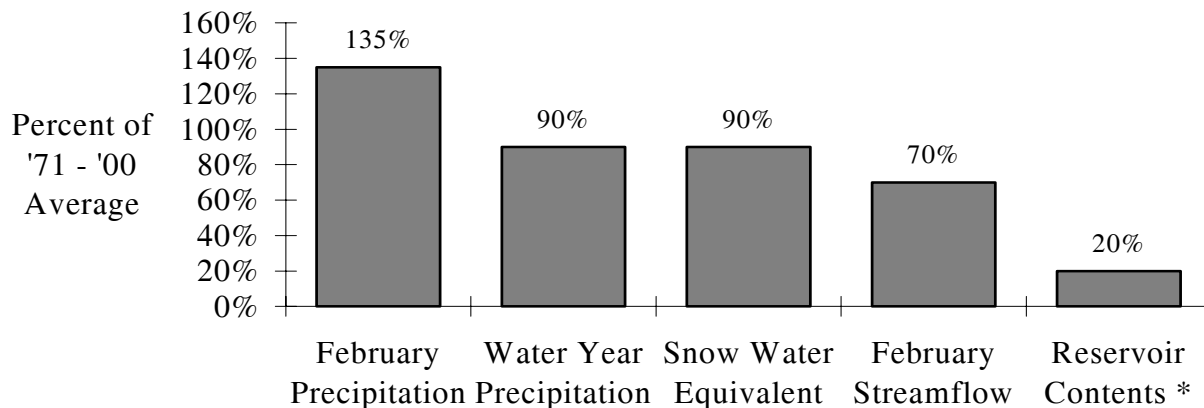 160%
140%
120%
100%
80%
60%
40%
20%
0%
Percent of
'71 - '00
Average
135%
90%
90%
70%
20%
February
Precipitation
Water Year
Precipitation
Snow Water
Equivalent
February
Streamflow
Reservoir
Contents *